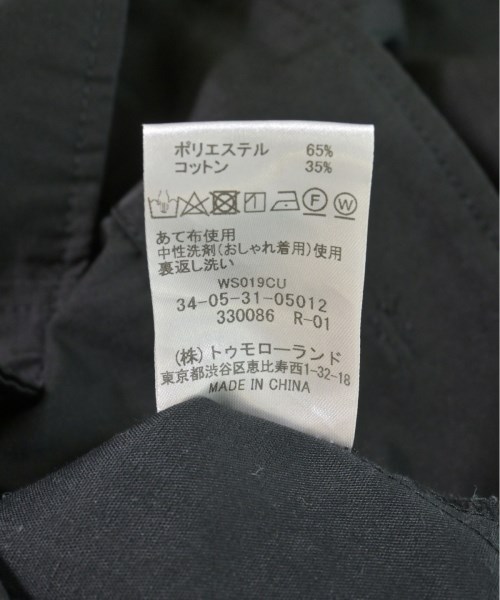 ポリエステル 65%
コットン 35%
F W
あて布使用
中性洗剤(おしゃれ着用)使用
裏返し洗い
WS019CU
34-05-31-05012
330086 R-01
(株)トゥモローランド
東京都渋谷区恵比寿西1-32-18
MADE IN CHINA